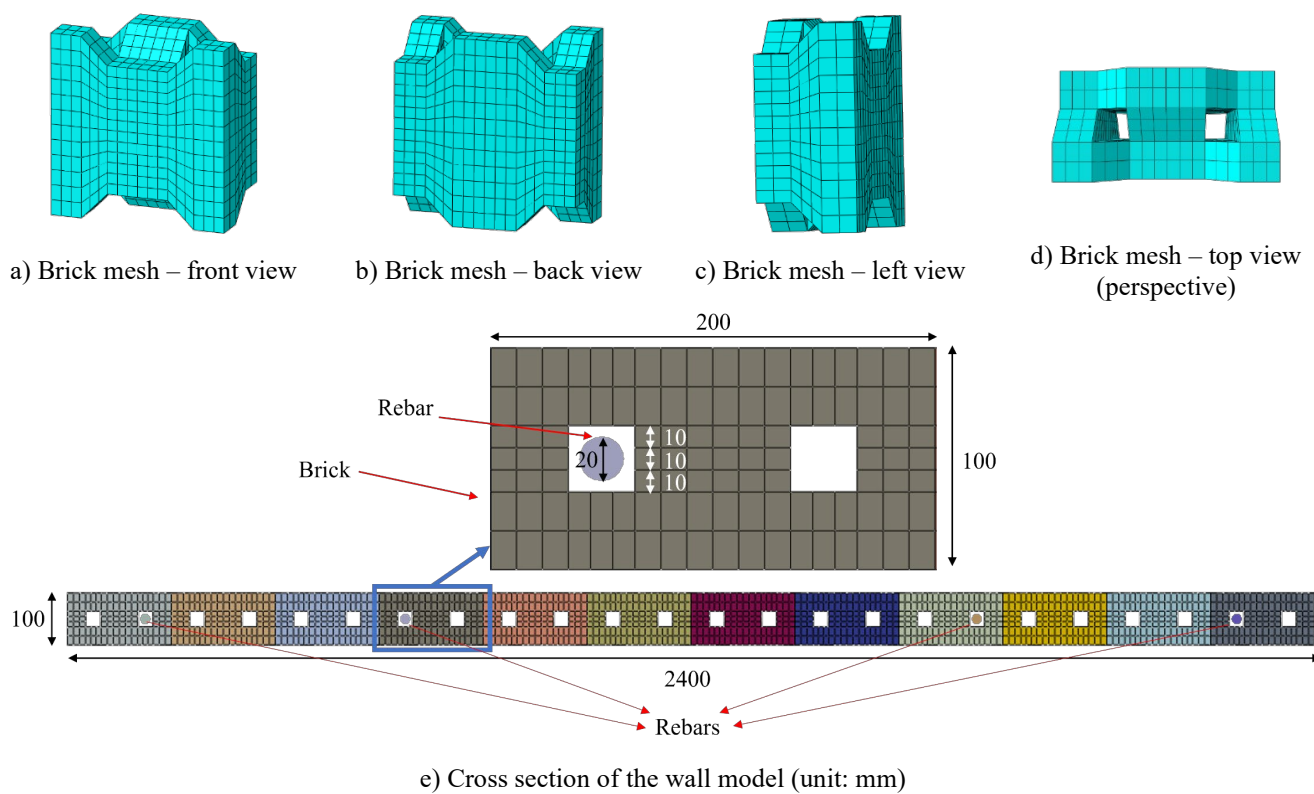 a) Brick mesh – front view
b) Brick mesh – back view
c) Brick mesh – left view
d) Brick mesh – top view
(perspective)
200
Rebar
Brick
20
10
10
10
100
100
2400
Rebars
e) Cross section of the wall model (unit: mm)